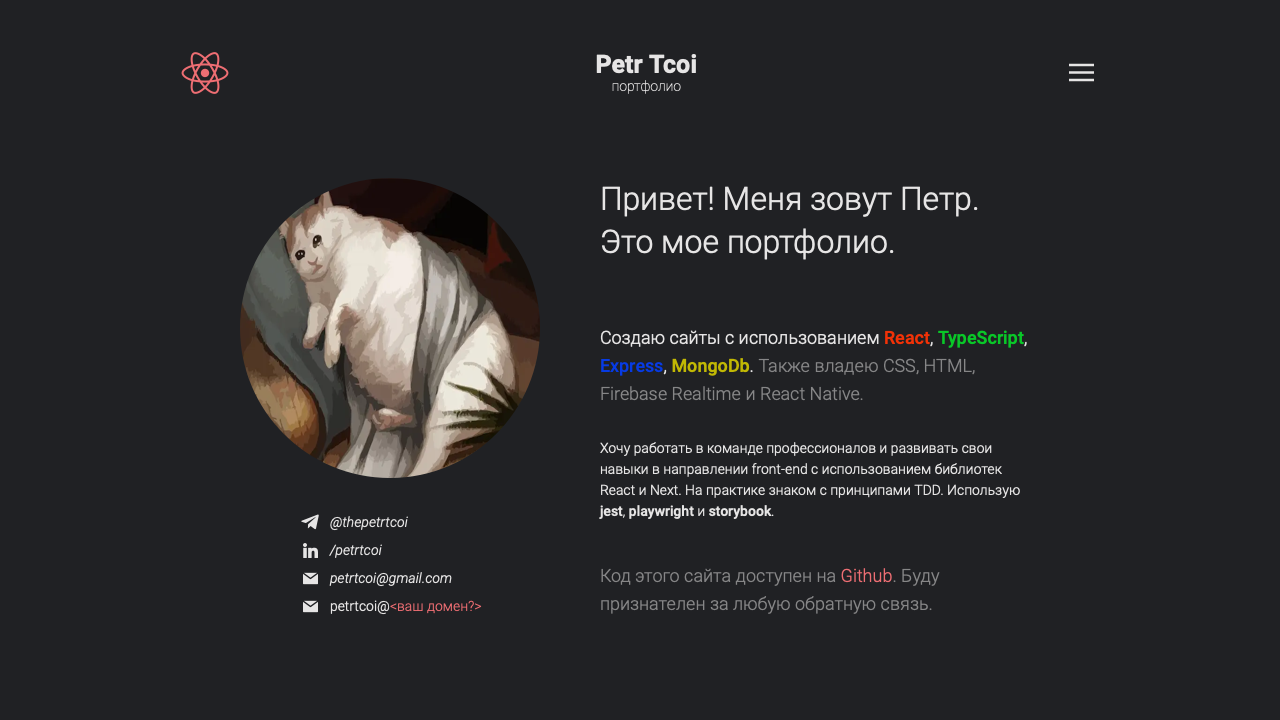 Petr Tcoi
портфолио
Привет! Меня зовут Петр.
Это мое портфолио.
Создаю сайты с использованием React, TypeScript,
Express, MongoDb. Также владею CSS, HTML,
Firebase Realtime и React Native.
Хочу работать в команде профессионалов и развивать свои
навыки в направлении front-end с использованием библиотек
React и Next. На практике знаком с принципами TDD. Использую
jest, playwright и storybook.
Код этого сайта доступен на Github. Буду
признателен за любую обратную связь.
@thepetrtcoi
/petrtcoi
petrtcoi@gmail.com
petrtcoi@<ваш домен?>